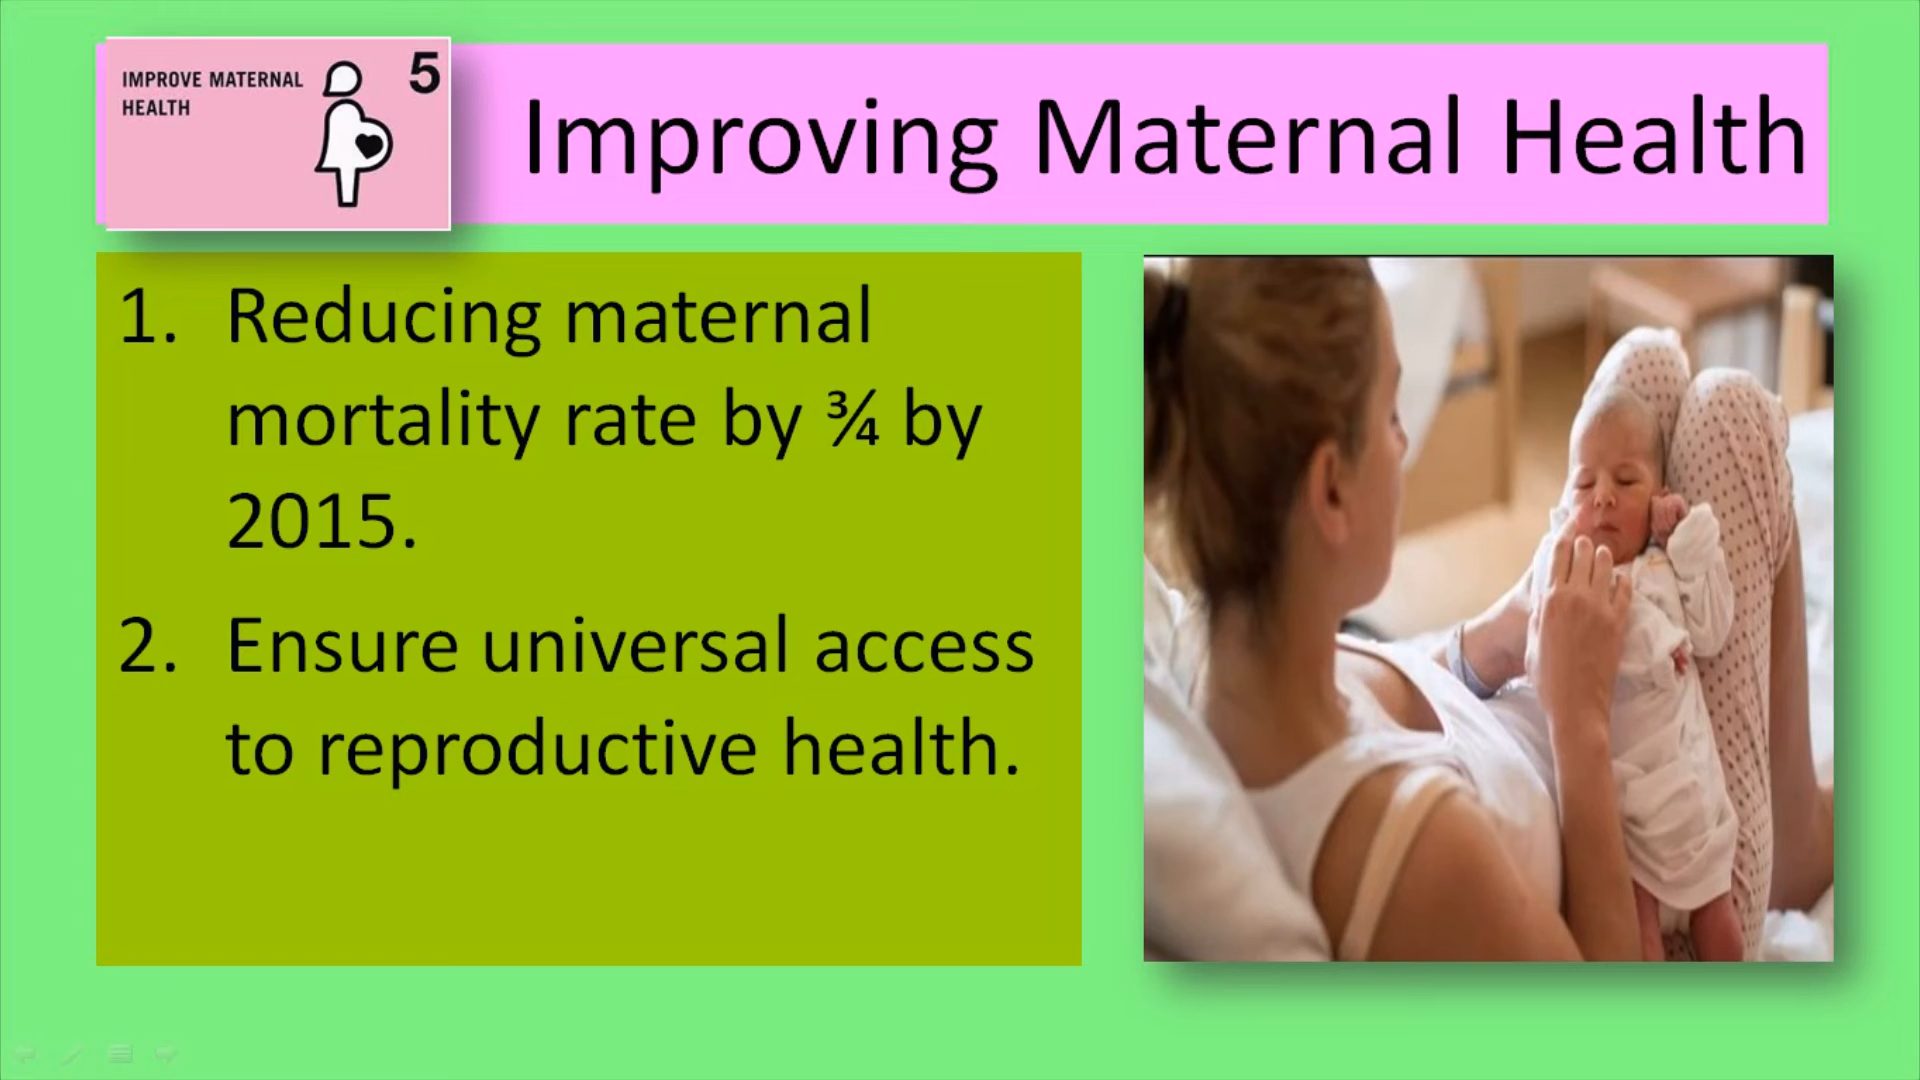 IMPROVE MATERNAL
HEALTH
5
Improving Maternal Health
1. Reducing maternal
mortality rate by ¾ by
2015.
2. Ensure universal access
to reproductive health.